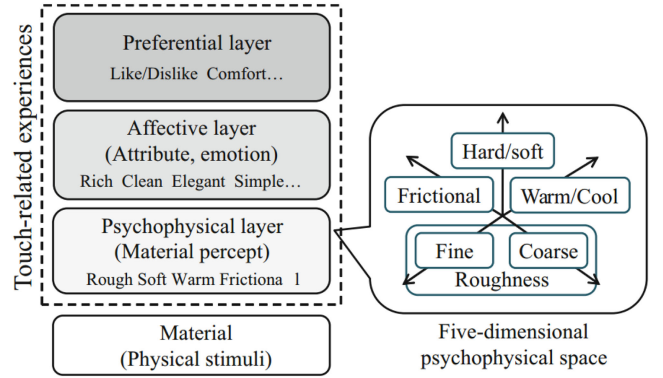 Touch-related experiences
Preferential layer
Like/Dislike Comfort...
Affective layer
(Attribute, emotion)
Rich Clean Elegant Simple...
Psychophysical layer
(Material percept)
Rough Soft Warm Frictiona l
Material
(Physical stimuli)
Hard/soft
Frictional
Warm/Cool
Fine
Coarse
Roughness
Five-dimensional
psychophysical space